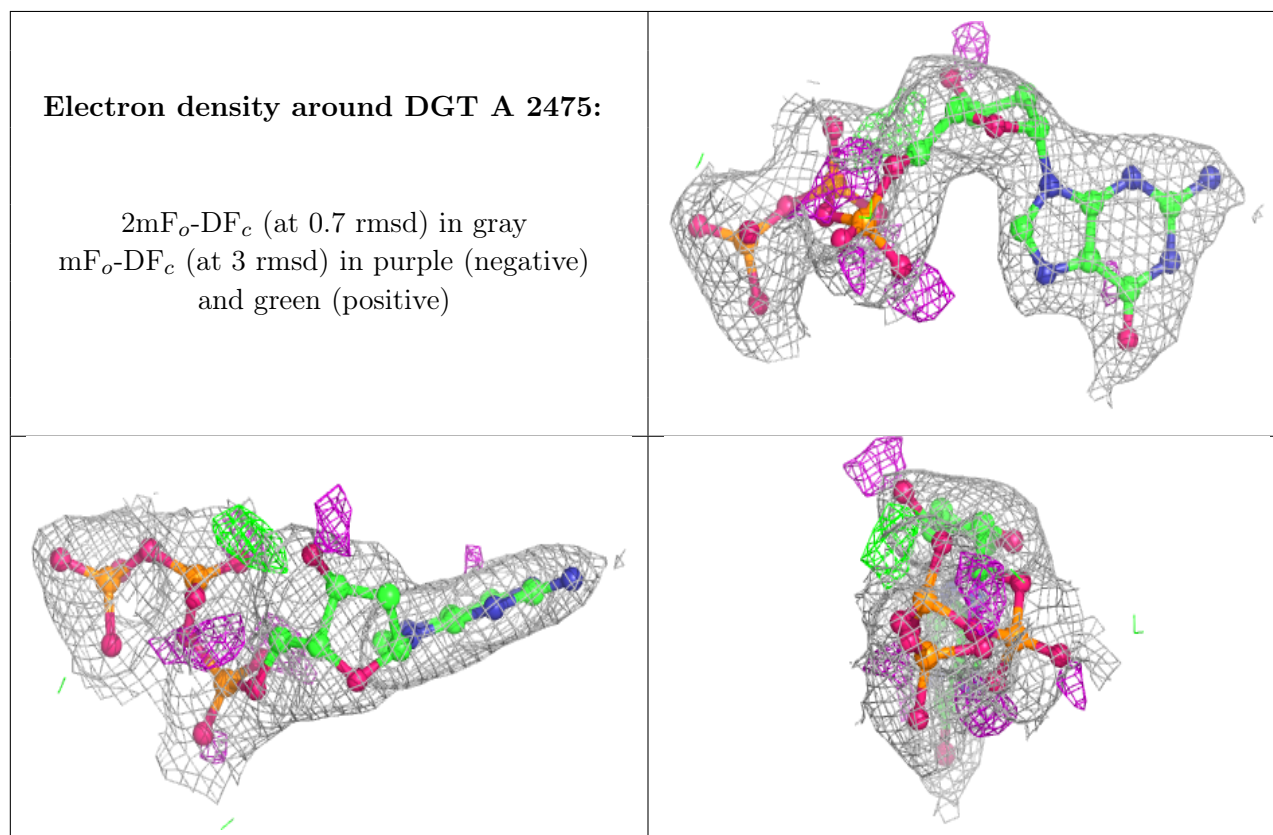 Electron density around DGT A 2475:
2mFo-DFc (at 0.7 rmsd) in gray
mFo-DFc (at 3 rmsd) in purple (negative)
and green (positive)